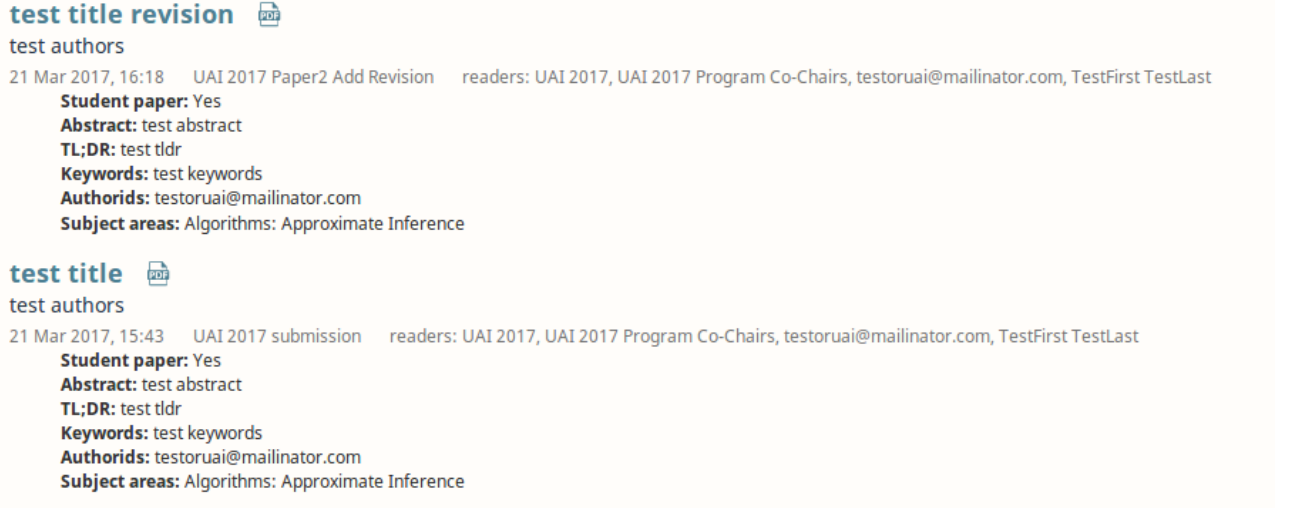 test title revision PDF
test authors
21 Mar 2017, 16:18 UAI 2017 Paper2 Add Revision readers: UAI 2017, UAI 2017 Program Co-Chairs, testoruai@mailinator.com, TestFirst TestLast
Student paper: Yes
Abstract: test abstract
TL;DR: test tldr
Keywords: test keywords
Authorids: testoruai@mailinator.com
Subject areas: Algorithms: Approximate Inference
test title PDF
test authors
21 Mar 2017, 15:43 UAI 2017 submission readers: UAI 2017, UAI 2017 Program Co-Chairs, testoruai@mailinator.com, TestFirst TestLast
Student paper: Yes
Abstract: test abstract
TL;DR: test tldr
Keywords: test keywords
Authorids: testoruai@mailinator.com
Subject areas: Algorithms: Approximate Inference